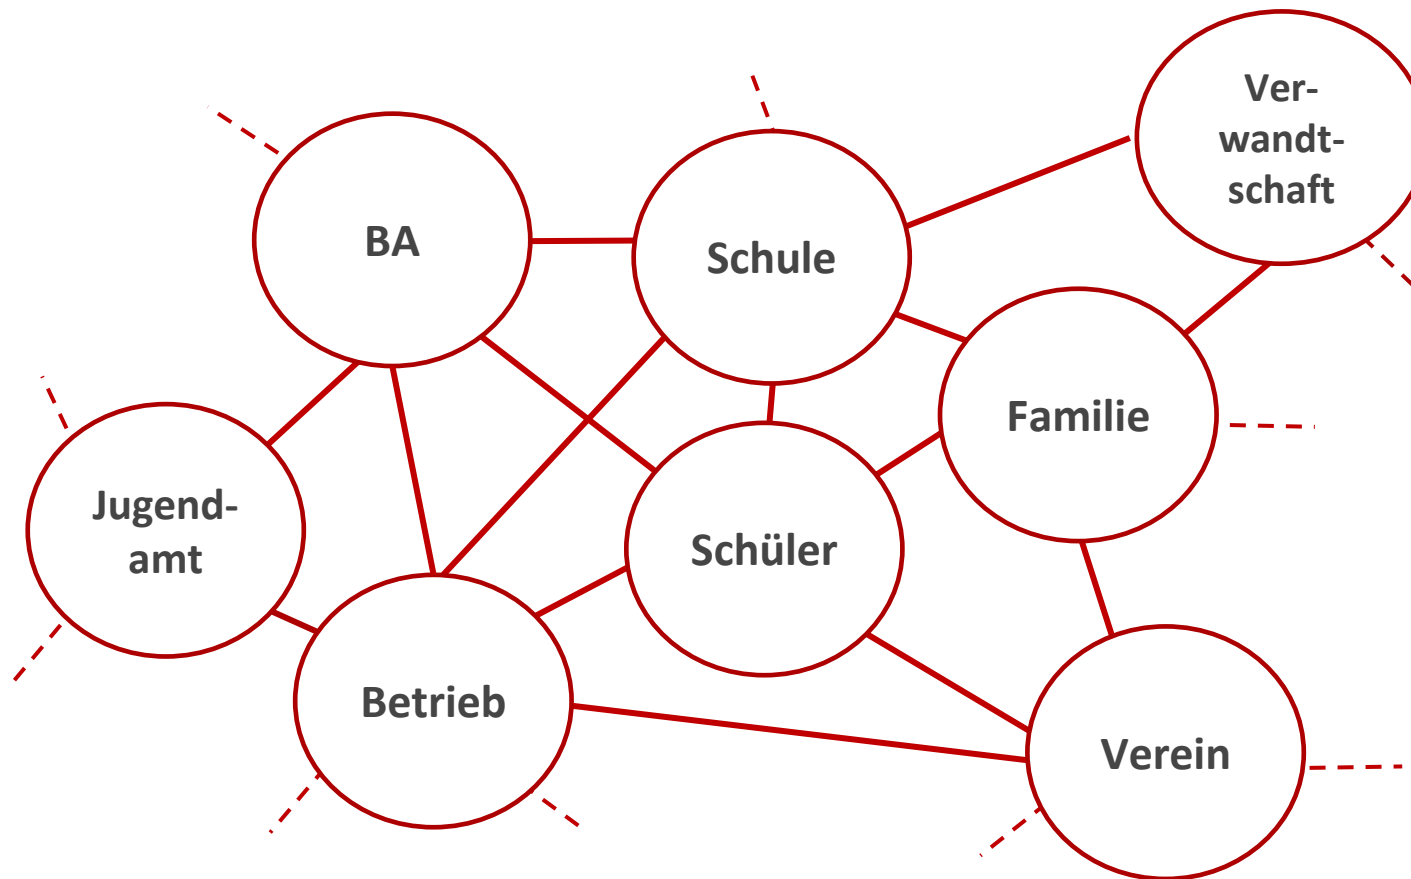 Ver-
wandt-
schaft
BA
Schule
Familie
Jugend-
amt
Schüler
Betrieb
Verein